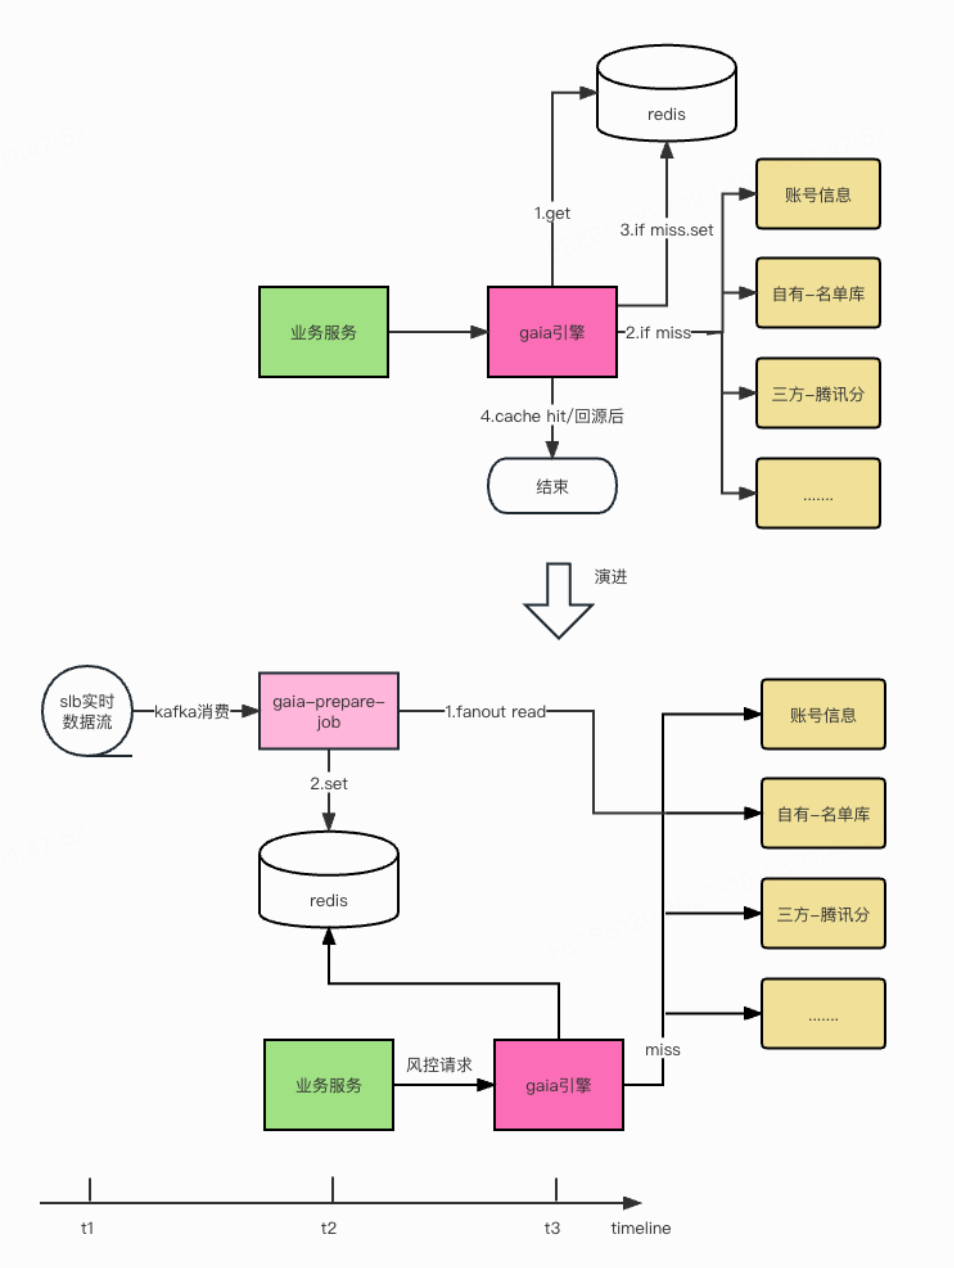 redis
账号信息
1.get
3.if miss.set
自有-名单库
业务服务
gaia引擎
2.if miss
三方-腾讯分
4.cache hit/回源后
结束
.......
演进
slb实时
数据流
kafka消费
gaia-prepare-
job
1.fanout read
账号信息
2.set
自有-名单库
redis
三方-腾讯分
.......
miss
风控请求
业务服务
gaia引擎
t1
t2
t3
timeline